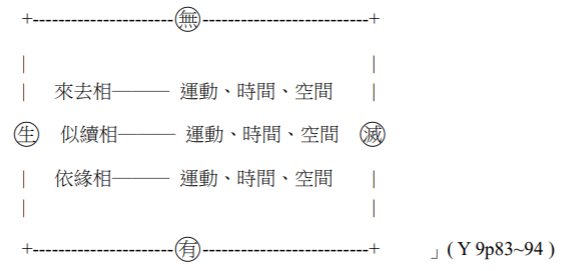 +----------------------㊀無-------------------------+
| |
| 來去相——— 運動、時間、空間 |
生 似續相——— 運動、時間、空間 滅
| 依緣相——— 運動、時間、空間 |
| |
+----------------------有-------------------------+ 」( Y 9p83~94 )